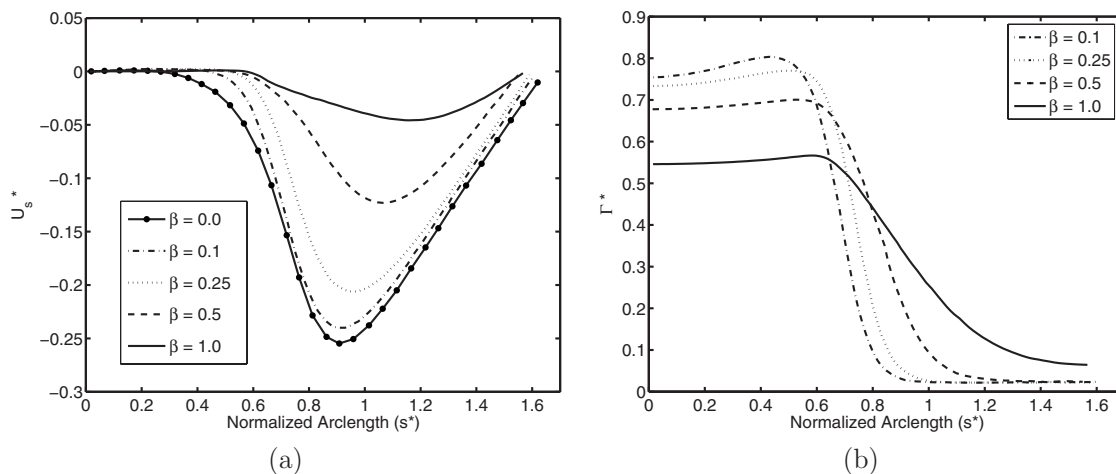 0.05
0
−0.05
−0.1
−0.15
−0.2
−0.25
−0.3
U_s*
β = 0.0
β = 0.1
β = 0.25
β = 0.5
β = 1.0
0 0.2 0.4 0.6 0.8 1 1.2 1.4 1.6
Normalized Arclength (s*)
(a)
0.9
0.8
0.7
0.6
0.5
0.4
0.3
0.2
0.1
0
Γ*
β = 0.1
β = 0.25
β = 0.5
β = 1.0
0 0.2 0.4 0.6 0.8 1 1.2 1.4 1.6
Normalized Arclength (s*)
(b)